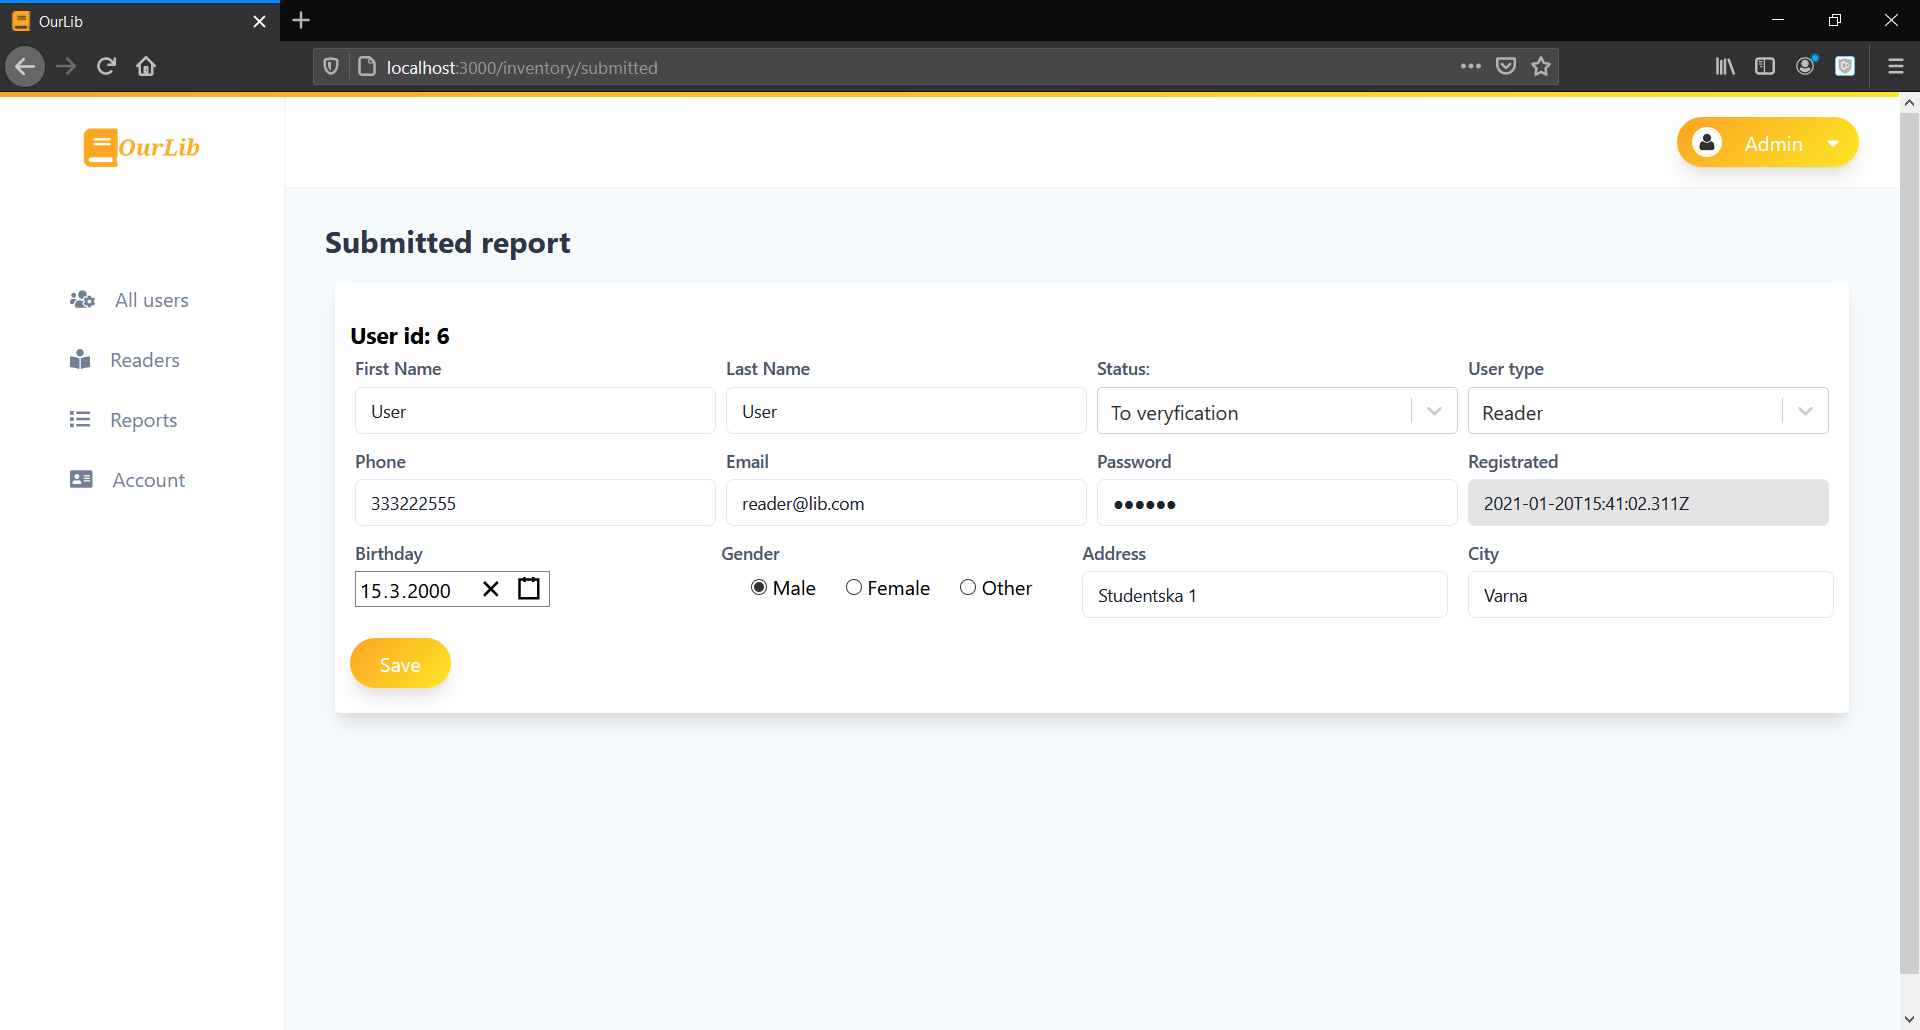 OurLib
localhost:3000/inventory/submitted
OurLib
Admin
All users
Readers
Reports
Account
Submitted report
User id: 6
First Name
Last Name
Status:
User type
User
User
To veryfication
Reader
Phone
Email
Password
Registrated
333222555
reader@lib.com
••••••
2021-01-20T15:41:02.311Z
Birthday
Gender
Address
City
15.3.2000
Male
Female
Other
Studentska 1
Varna
Save